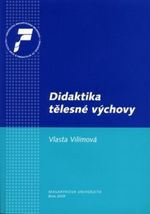 Didaktika
tělesné výchovy
Vlasta Vilímová
MASARYKOVA UNIVERZITA
Brno, 2009